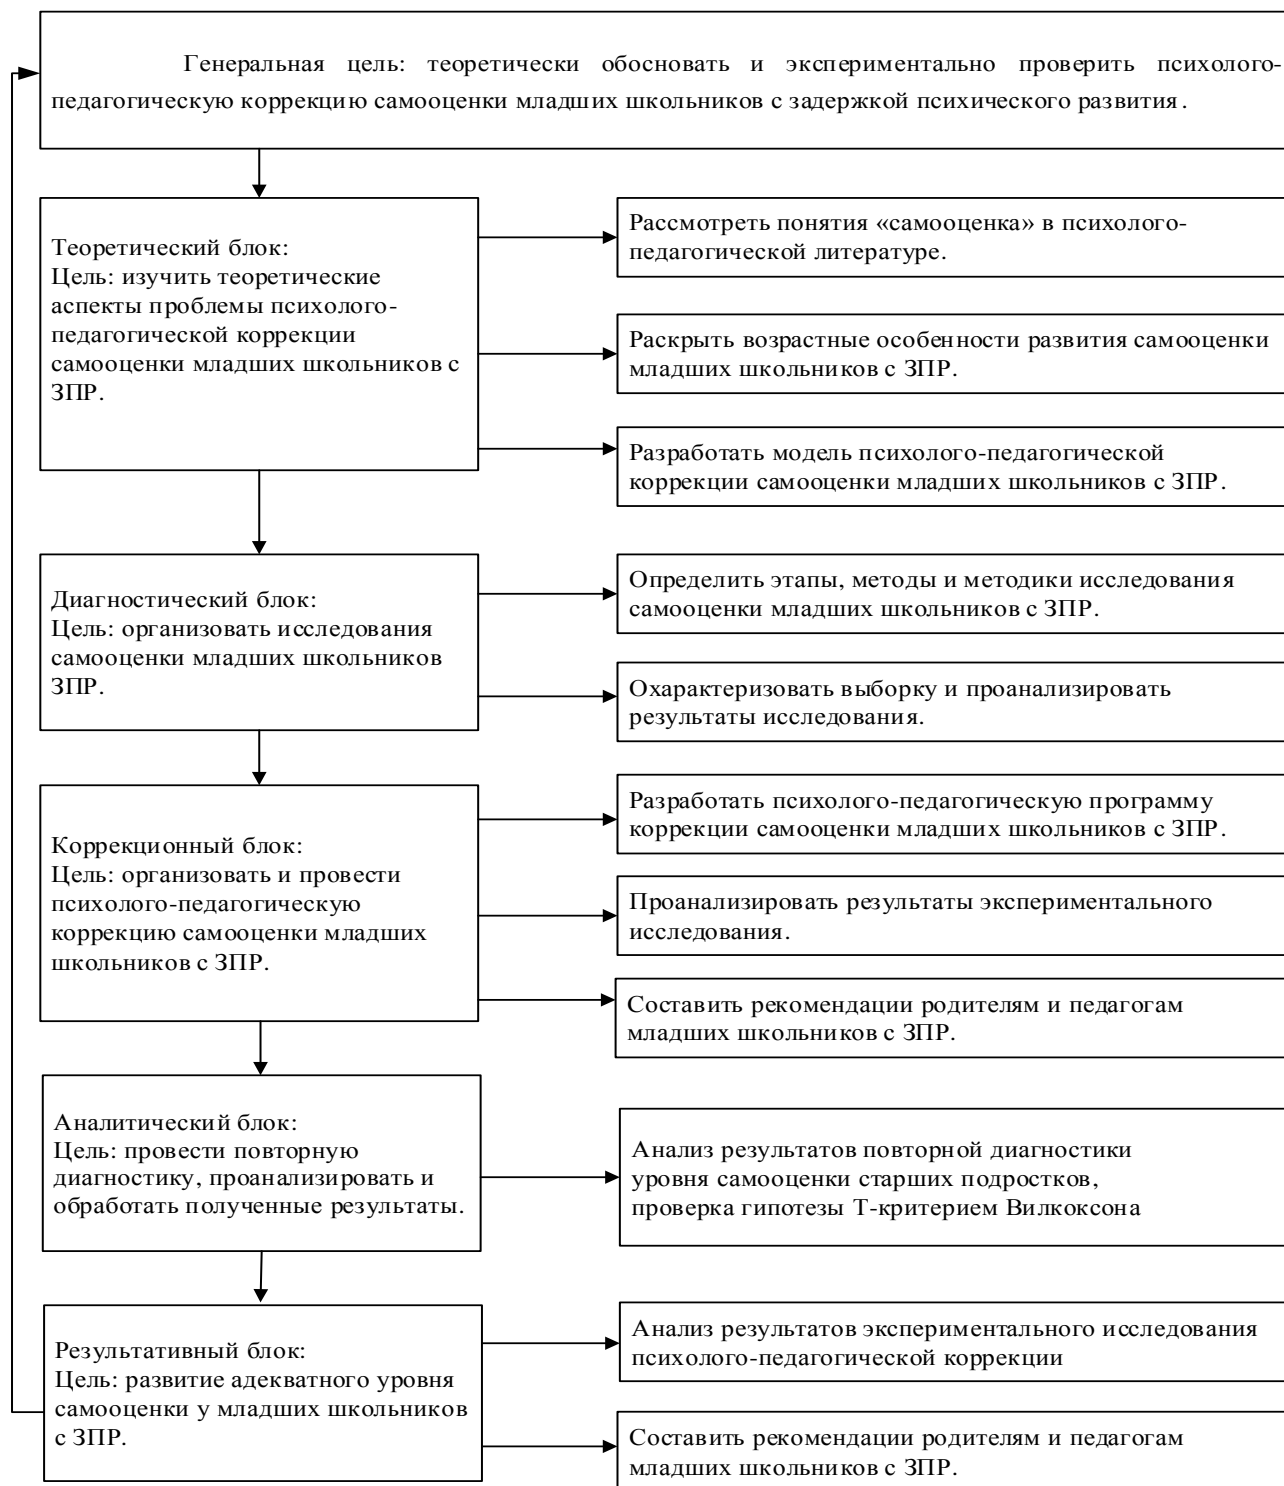 Генеральная цель: теоретически обосновать и экспериментально проверить психолого-
педагогическую коррекцию самооценки младших школьников с задержкой психического развития.
Теоретический блок:
Цель: изучить теоретические
аспекты проблемы психолого-
педагогической коррекции
самооценки младших школьников с
ЗПР.
Рассмотреть понятия «самооценка» в психолого-
педагогической литературе.
Раскрыть возрастные особенности развития самооценки
младших школьников с ЗПР.
Разработать модель психолого-педагогической
коррекции самооценки младших школьников с ЗПР.
Диагностический блок:
Цель: организовать исследования
самооценки младших школьников
ЗПР.
Определить этапы, методы и методики исследования
самооценки младших школьников с ЗПР.
Охарактеризовать выборку и проанализировать
результаты исследования.
Коррекционный блок:
Цель: организовать и провести
психолого-педагогическую
коррекцию самооценки младших
школьников с ЗПР.
Разработать психолого-педагогическую программу
коррекции самооценки младших школьников с ЗПР.
Проанализировать результаты экспериментального
исследования.
Составить рекомендации родителям и педагогам
младших школьников с ЗПР.
Аналитический блок:
Цель: провести повторную
диагностику, проанализировать и
обработать полученные результаты.
Анализ результатов повторной диагностики
уровня самооценки старших подростков,
проверка гипотезы Т-критерием Вилкоксона
Результативный блок:
Цель: развитие адекватного уровня
самооценки у младших школьников
с ЗПР.
Анализ результатов экспериментального исследования
психолого-педагогической коррекции
Составить рекомендации родителям и педагогам
младших школьников с ЗПР.